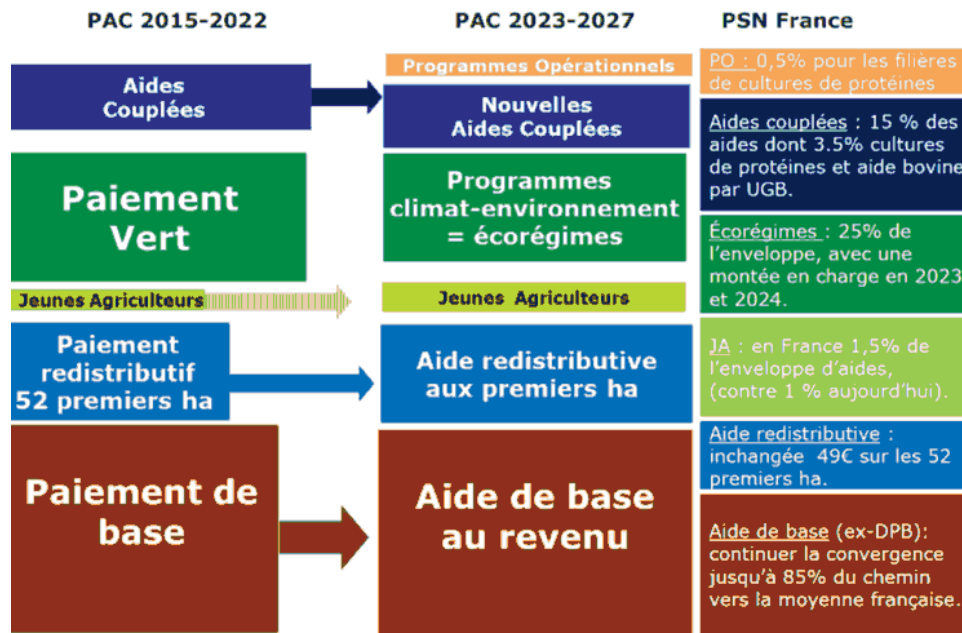 PAC 2015-2022
PAC 2023-2027
PSN France
Aides
Couplées
Programmes Opérationnels
Nouvelles
Aides Couplées
PO : 0,5% pour les filières
de cultures de protéines
Aides couplées : 15 % des
aides dont 3.5% cultures
de protéines et aide bovine
par UGB.
Paiement
Vert
Programmes
climat-environnement
= écorégimes
Écorégimes : 25% de
l'enveloppe, avec une
montée en charge en 2023
et 2024.
Jeunes Agriculteurs
Jeunes Agriculteurs
JA : en France 1,5% de
l'enveloppe d'aides,
(contre 1 % aujourd'hui).
Paiement
redistributif
52 premiers ha
Aide redistributive
aux premiers ha
Aide redistributive :
inchangée 49€ sur les 52
premiers ha.
Paiement de
base
Aide de base
au revenu
Aide de base (ex-DPB):
continuer la convergence
jusqu'à 85% du chemin
vers la moyenne française.